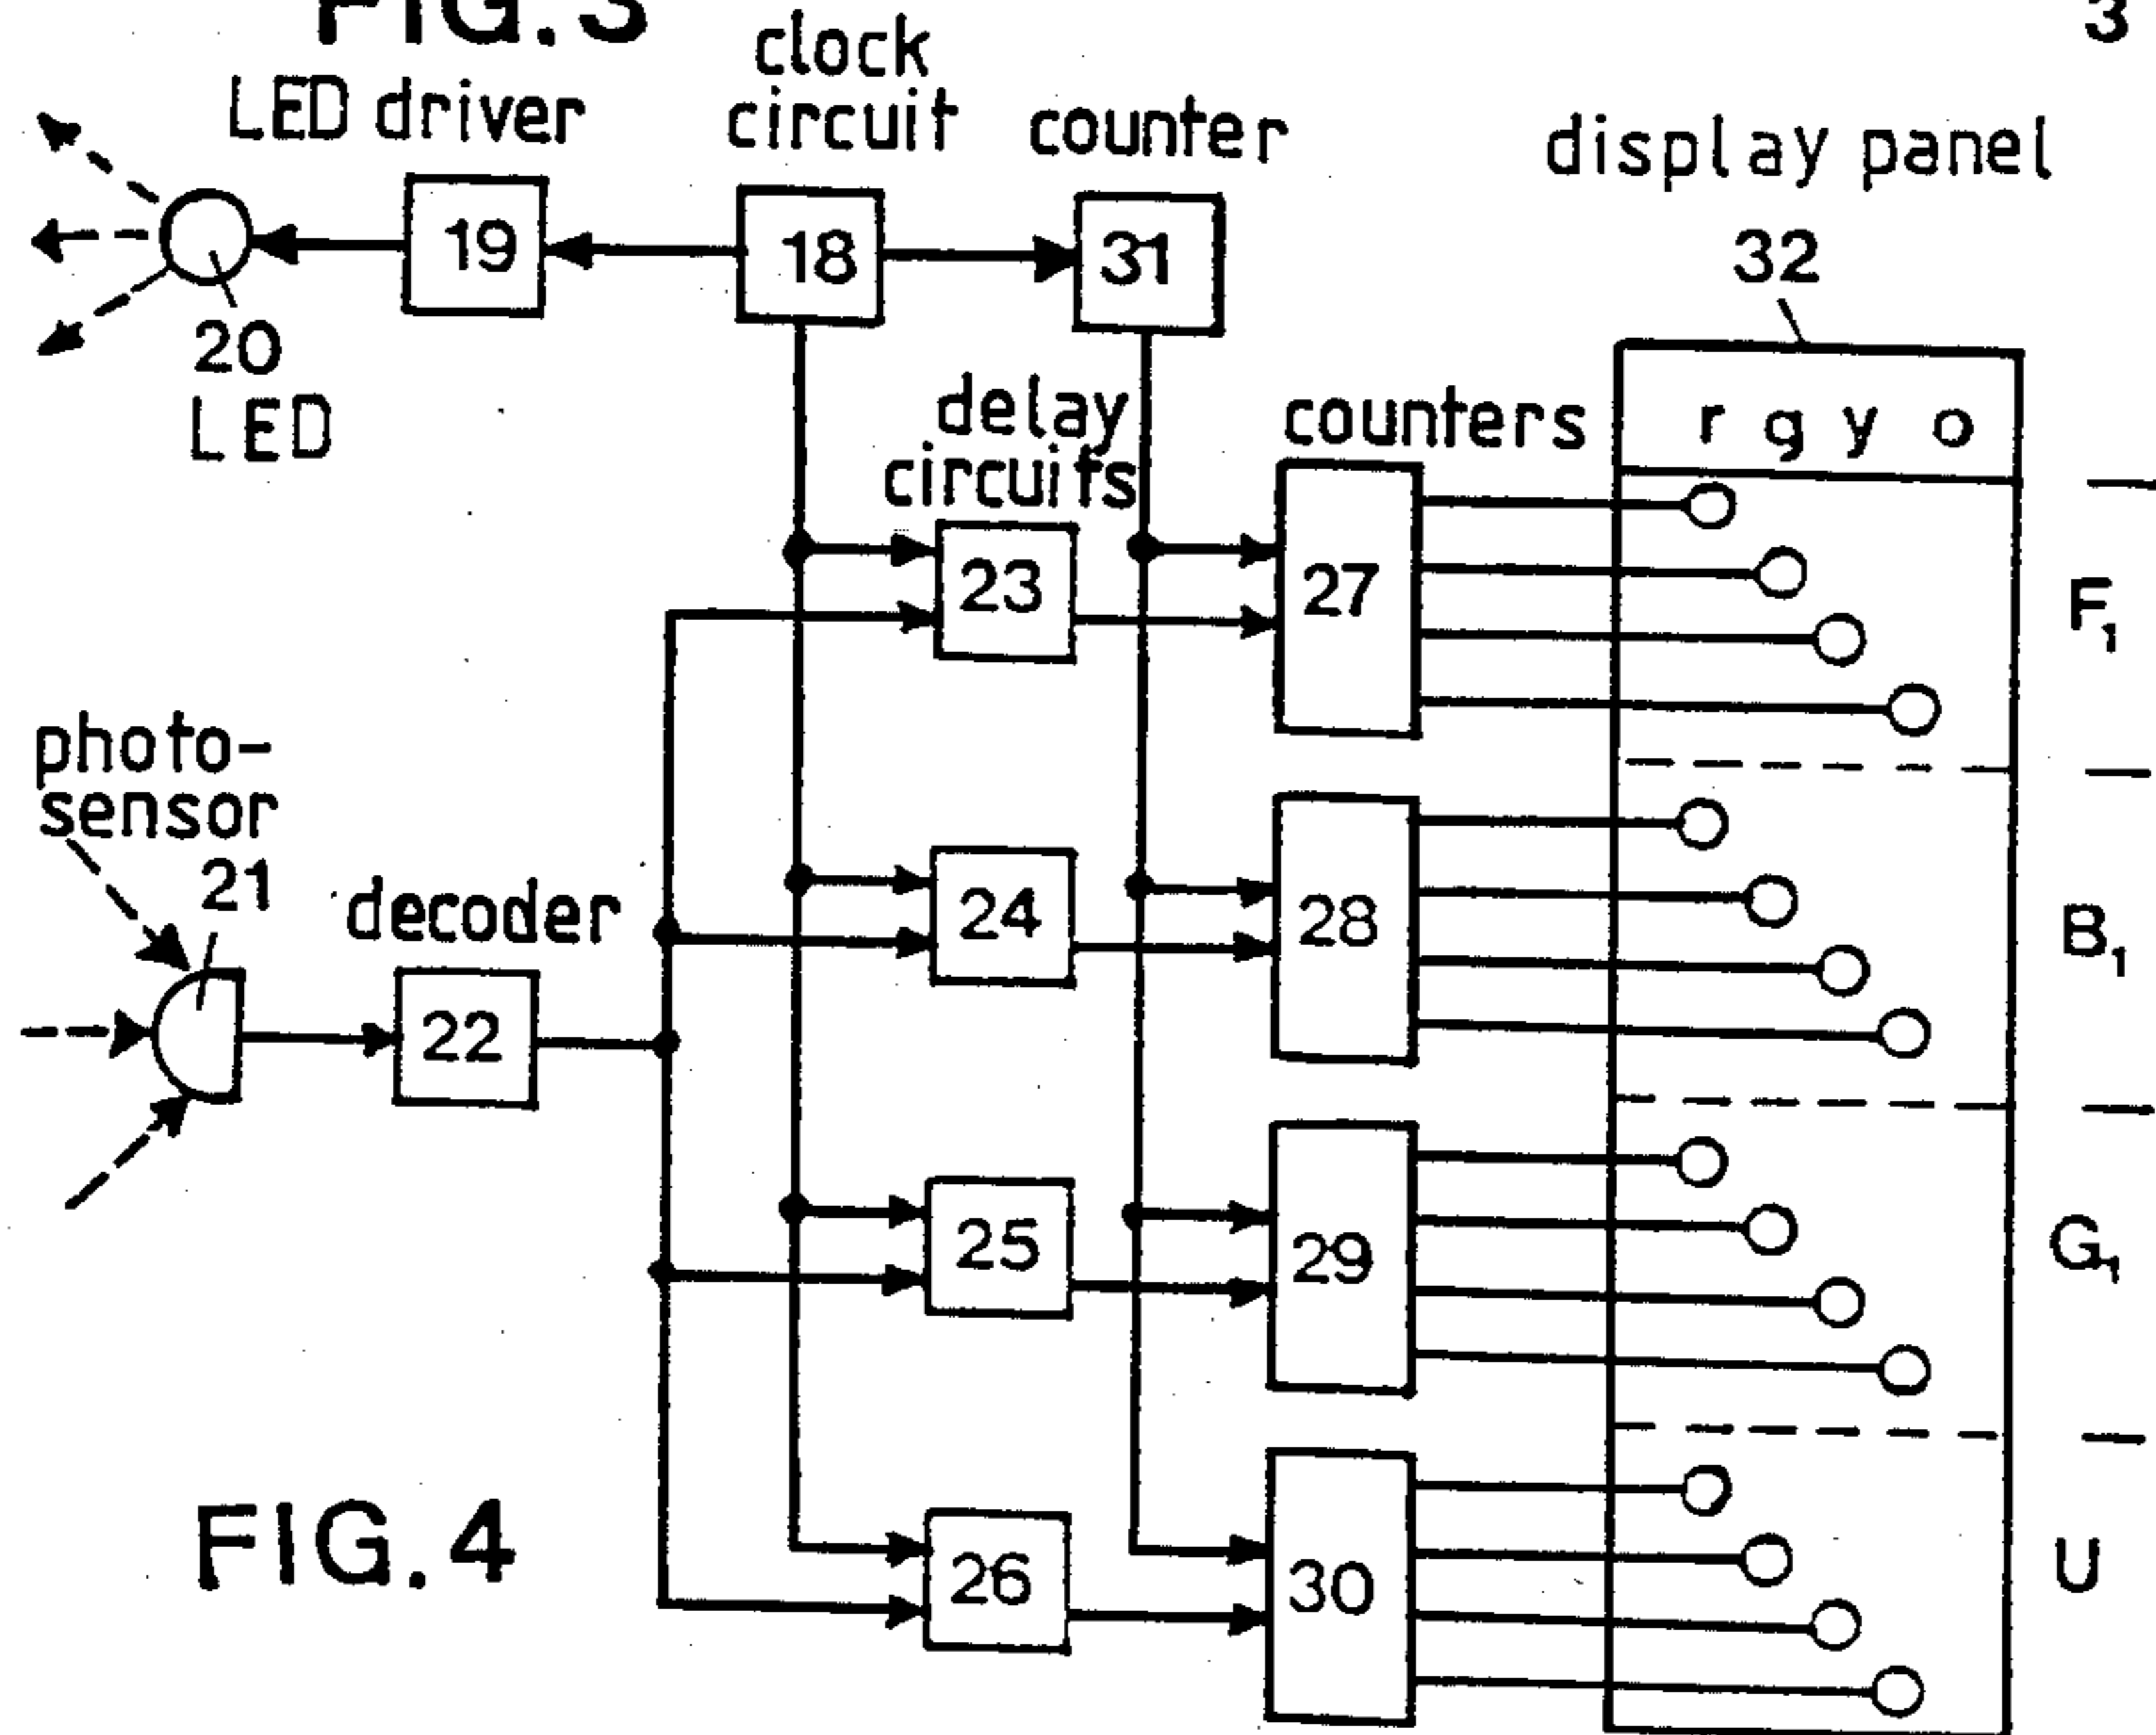 FIG.3
3
clock
circuit
LED driver
counter
display panel
19
18
31
32
20
LED
delay
circuits
counters
r g y o
23
27
F1
photo-
sensor
21
decoder
24
28
B1
22
25
29
G1
FIG.4
26
30
U